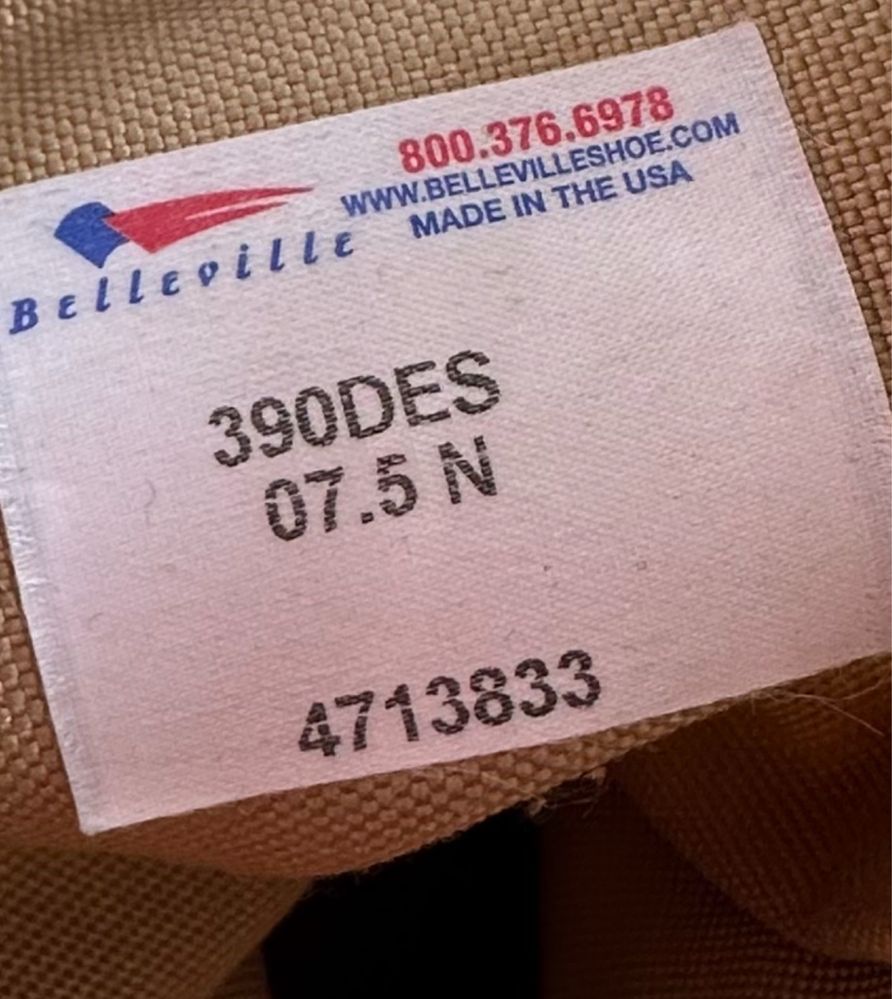 800.376.6978
WWW.BELLEVILLESHOE.COM
MADE IN THE USA
Belleville
390DES
07.5 N
4713833